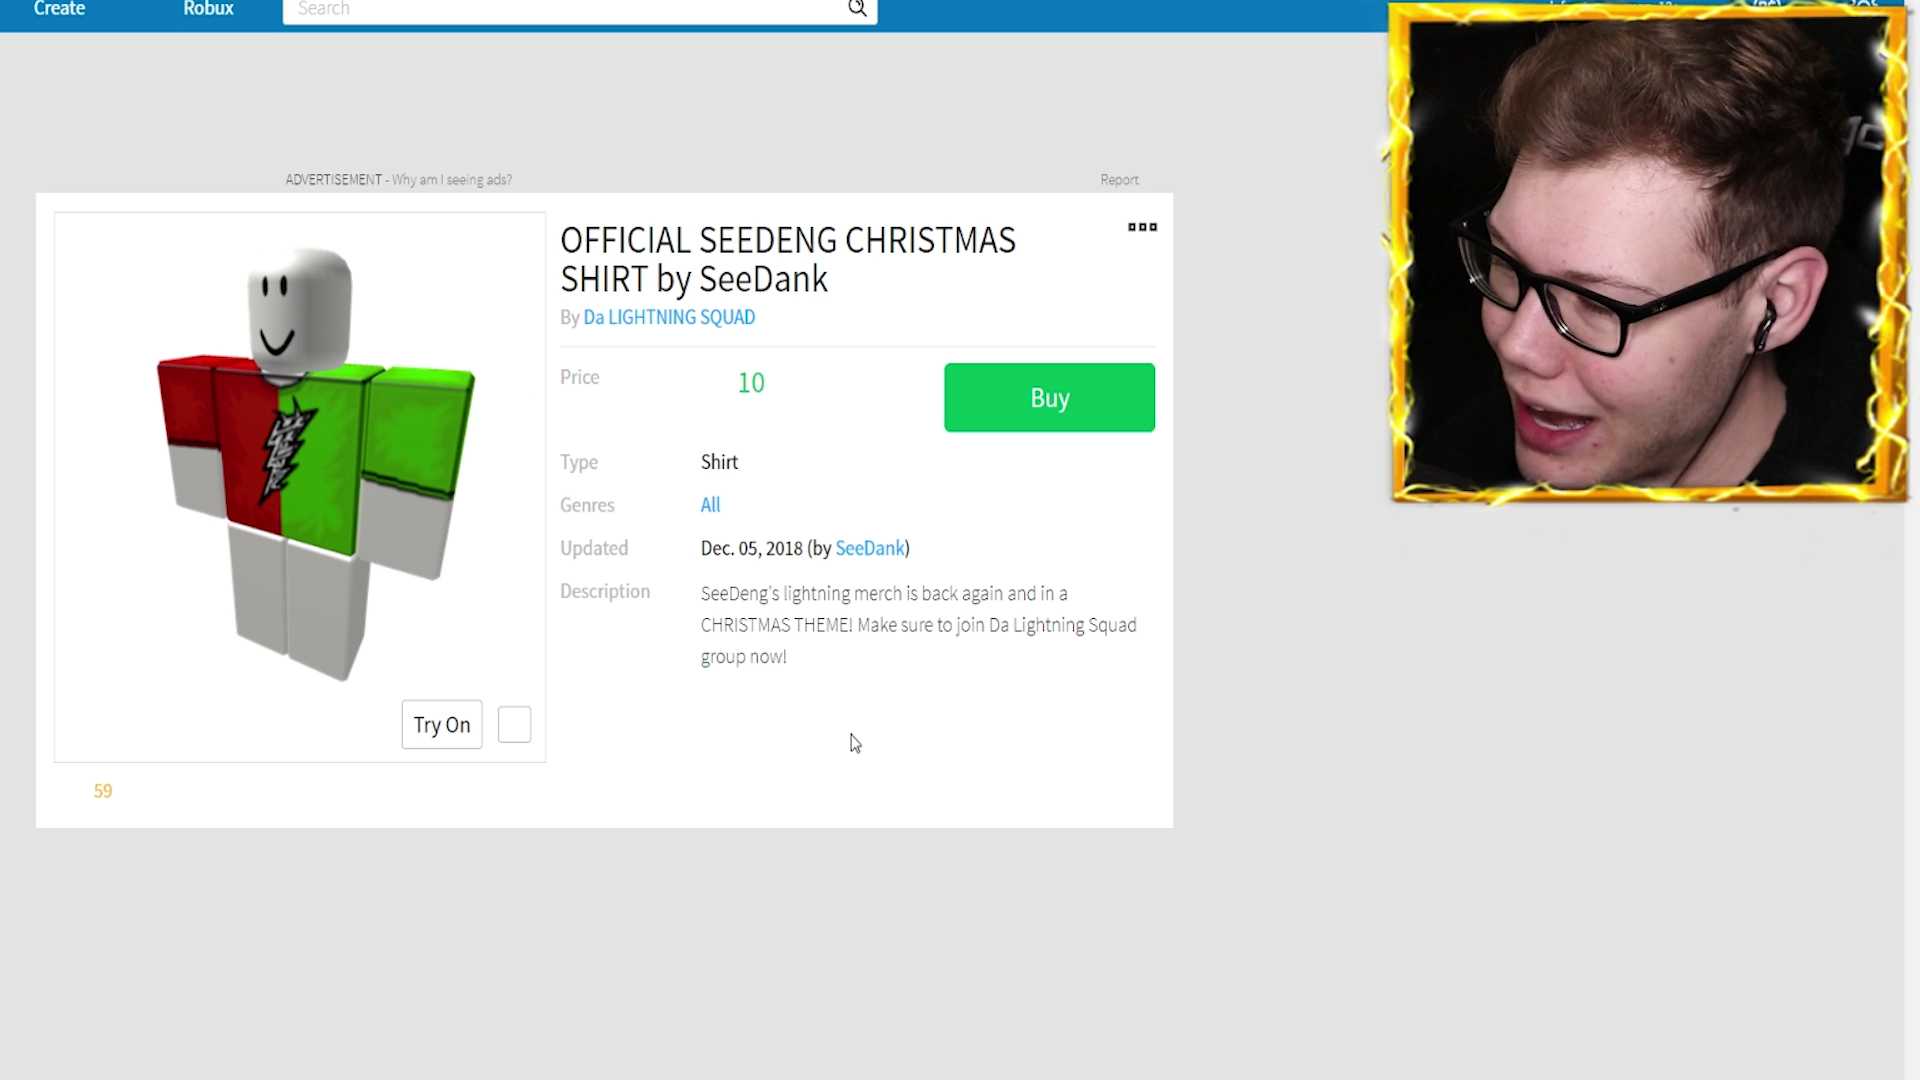 Create
Robux
Search
ADVERTISEMENT - Why am I seeing ads?
Report
OFFICIAL SEEDENG CHRISTMAS
SHIRT by SeeDank
By Da LIGHTNING SQUAD
Price
10
Buy
Type
Shirt
Genres
All
Updated
Dec. 05, 2018 (by SeeDank)
Description
SeeDeng's lightning merch is back again and in a
CHRISTMAS THEME! Make sure to join Da Lightning Squad
group now!
Try On
59